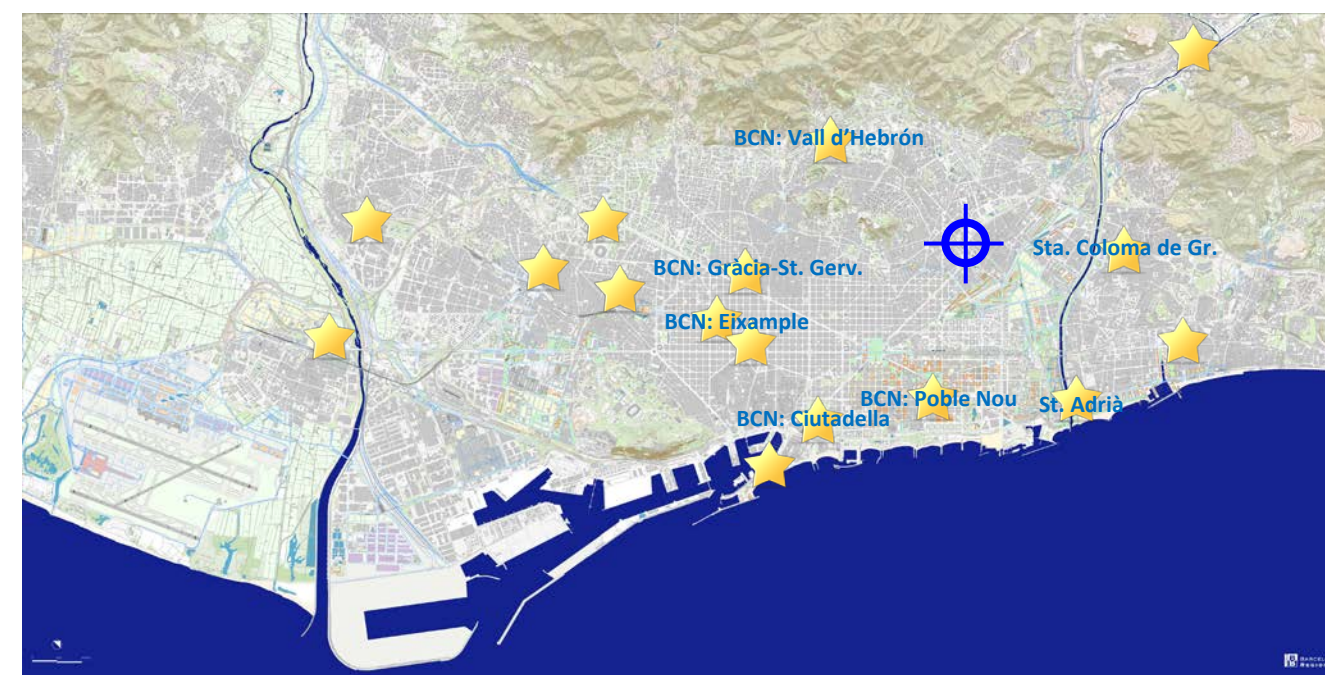 BCN: Vall d’Hebrón
Sta. Coloma de Gr.
BCN: Gràcia-St. Gerv.
BCN: Eixample
BCN: Poble Nou
St. Adrià
BCN: Ciutadella